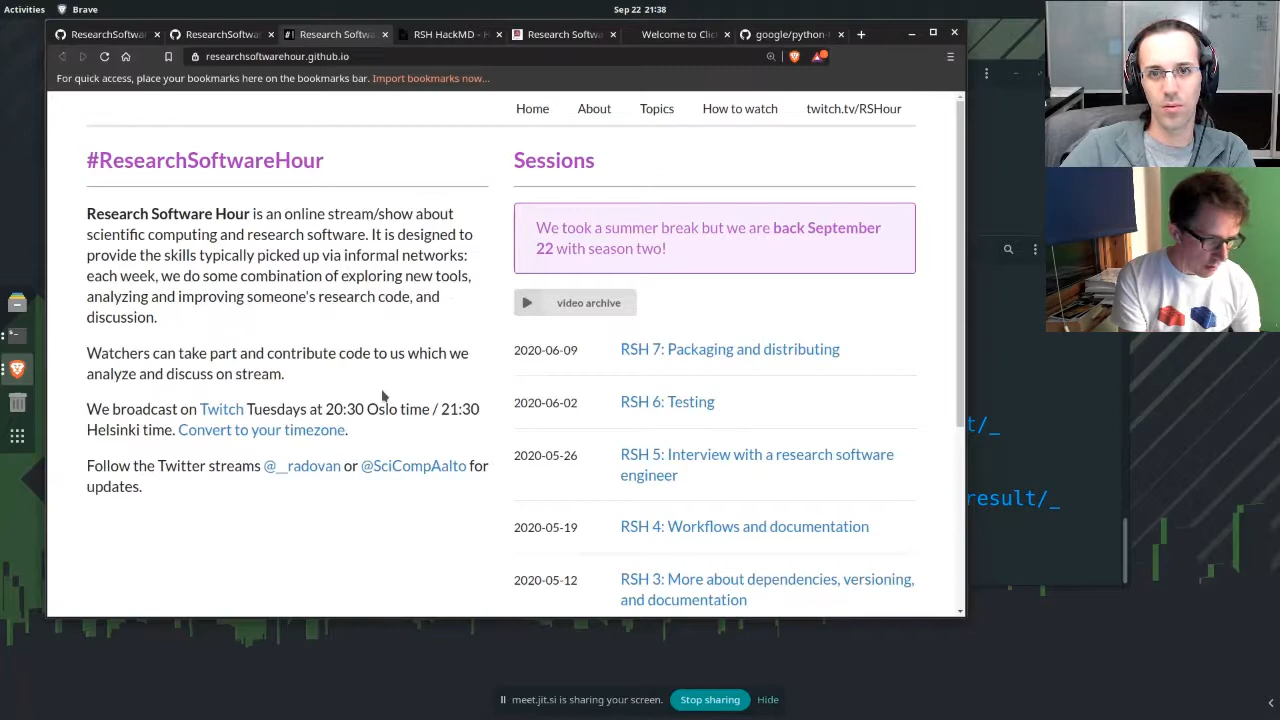 Activities
Brave
Sep 22 21:38
ResearchSoftwa
ResearchSoftwa
Research Softwa
RSH HackMD - H
Research Softwa
Welcome to Clic
google/python-f
researchsoftwarehour.github.io
For quick access, place your bookmarks here on the bookmarks bar. Import bookmarks now...
Home
About
Topics
How to watch
twitch.tv/RSHour
#ResearchSoftwareHour
Research Software Hour is an online stream/show about
scientific computing and research software. It is designed to
provide the skills typically picked up via informal networks:
each week, we do some combination of exploring new tools,
analyzing and improving someone's research code, and
discussion.
Watchers can take part and contribute code to us which we
analyze and discuss on stream.
We broadcast on Twitch Tuesdays at 20:30 Oslo time / 21:30
Helsinki time. Convert to your timezone.
Follow the Twitter streams @__radovan or @SciCompAalto for
updates.
Sessions
We took a summer break but we are back September
22 with season two!
video archive
2020-06-09 RSH 7: Packaging and distributing
2020-06-02 RSH 6: Testing
2020-05-26 RSH 5: Interview with a research software
engineer
2020-05-19 RSH 4: Workflows and documentation
2020-05-12 RSH 3: More about dependencies, versioning,
and documentation
t/_
result/_
meet.jit.si is sharing your screen.
Stop sharing
Hide